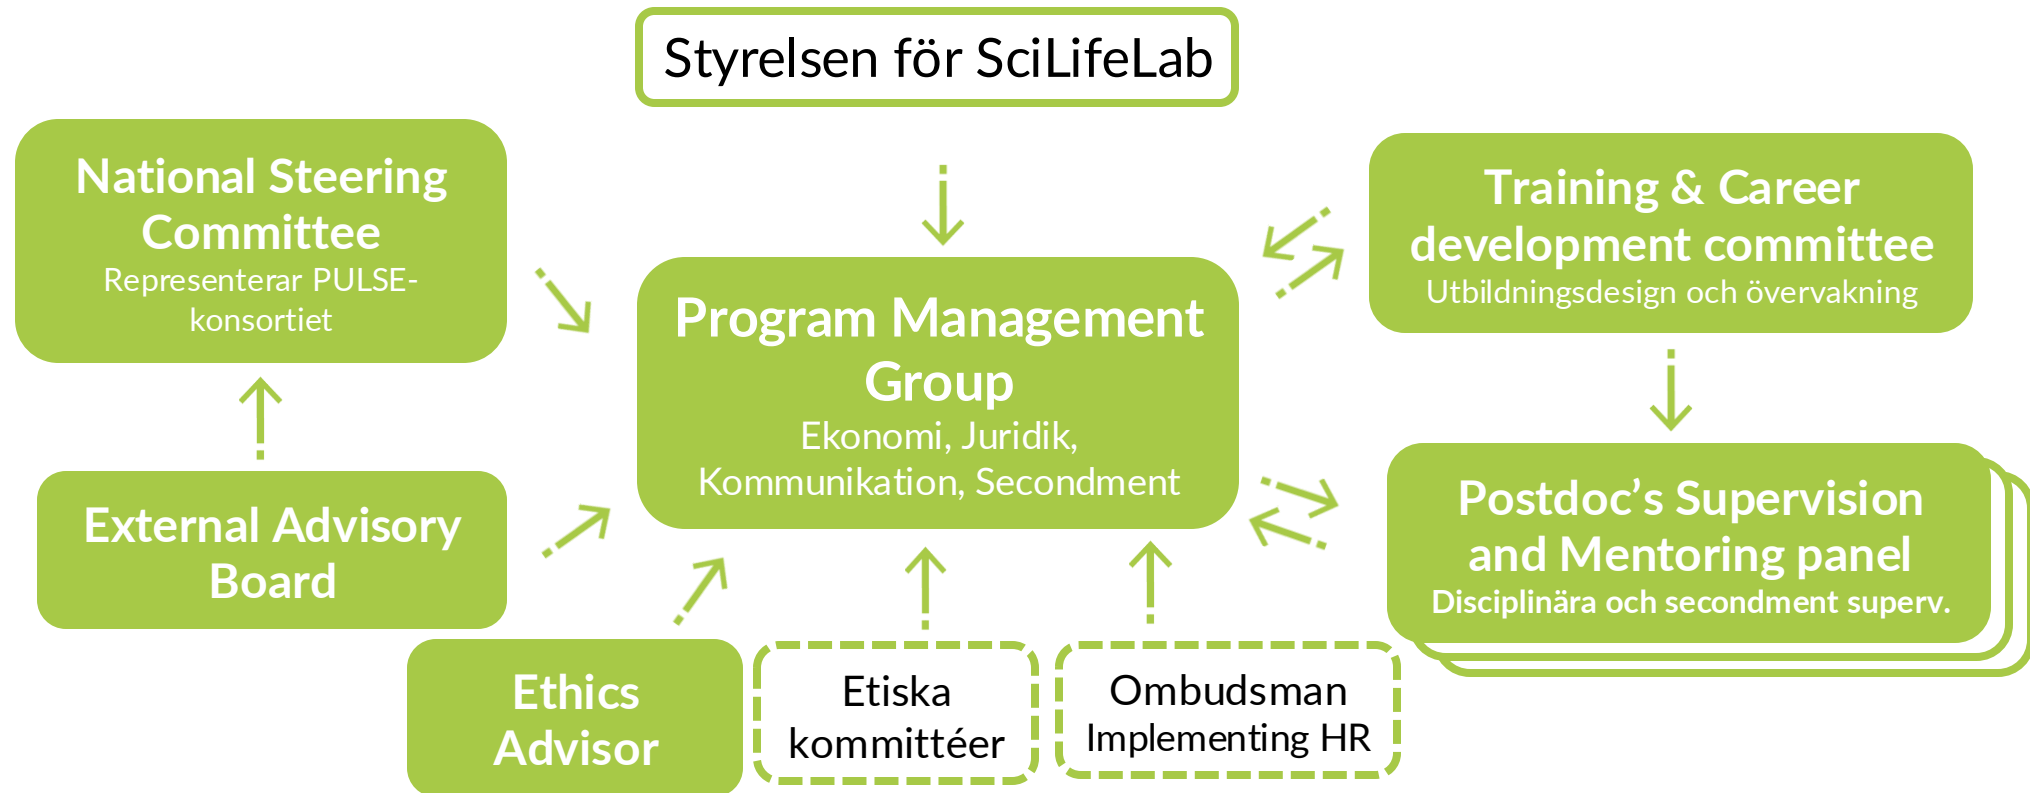 Styrelsen för SciLifeLab
National Steering
Committee
Representerar PULSE-
konsortiet
Training & Career
development committee
Utbildningsdesign och övervakning
Program Management
Group
Ekonomi, Juridik,
Kommunikation, Secondment
External Advisory
Board
Postdoc’s Supervision
and Mentoring panel
Disciplinära och secondment superv.
Ethics
Advisor
Etiska
kommittéer
Ombudsman
Implementing HR